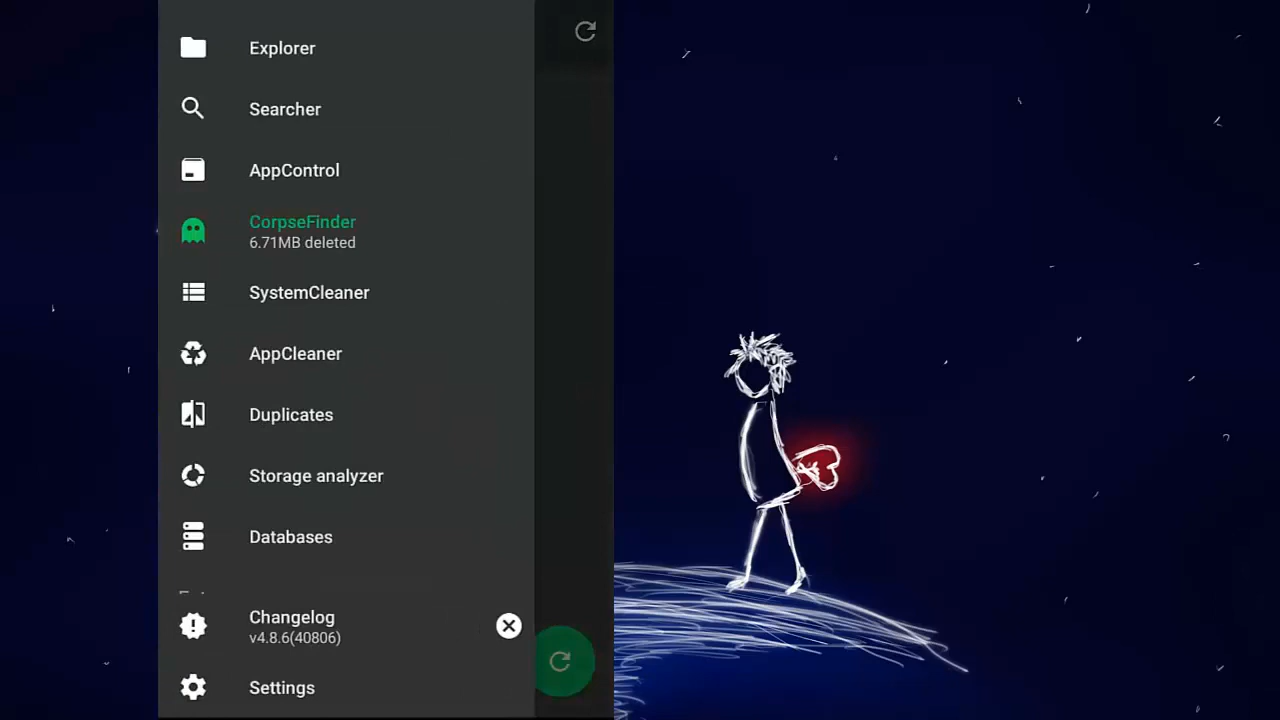 Explorer
Searcher
AppControl
CorpseFinder
6.71MB deleted
SystemCleaner
AppCleaner
Duplicates
Storage analyzer
Databases
Changelog
v4.8.6(40806)
Settings